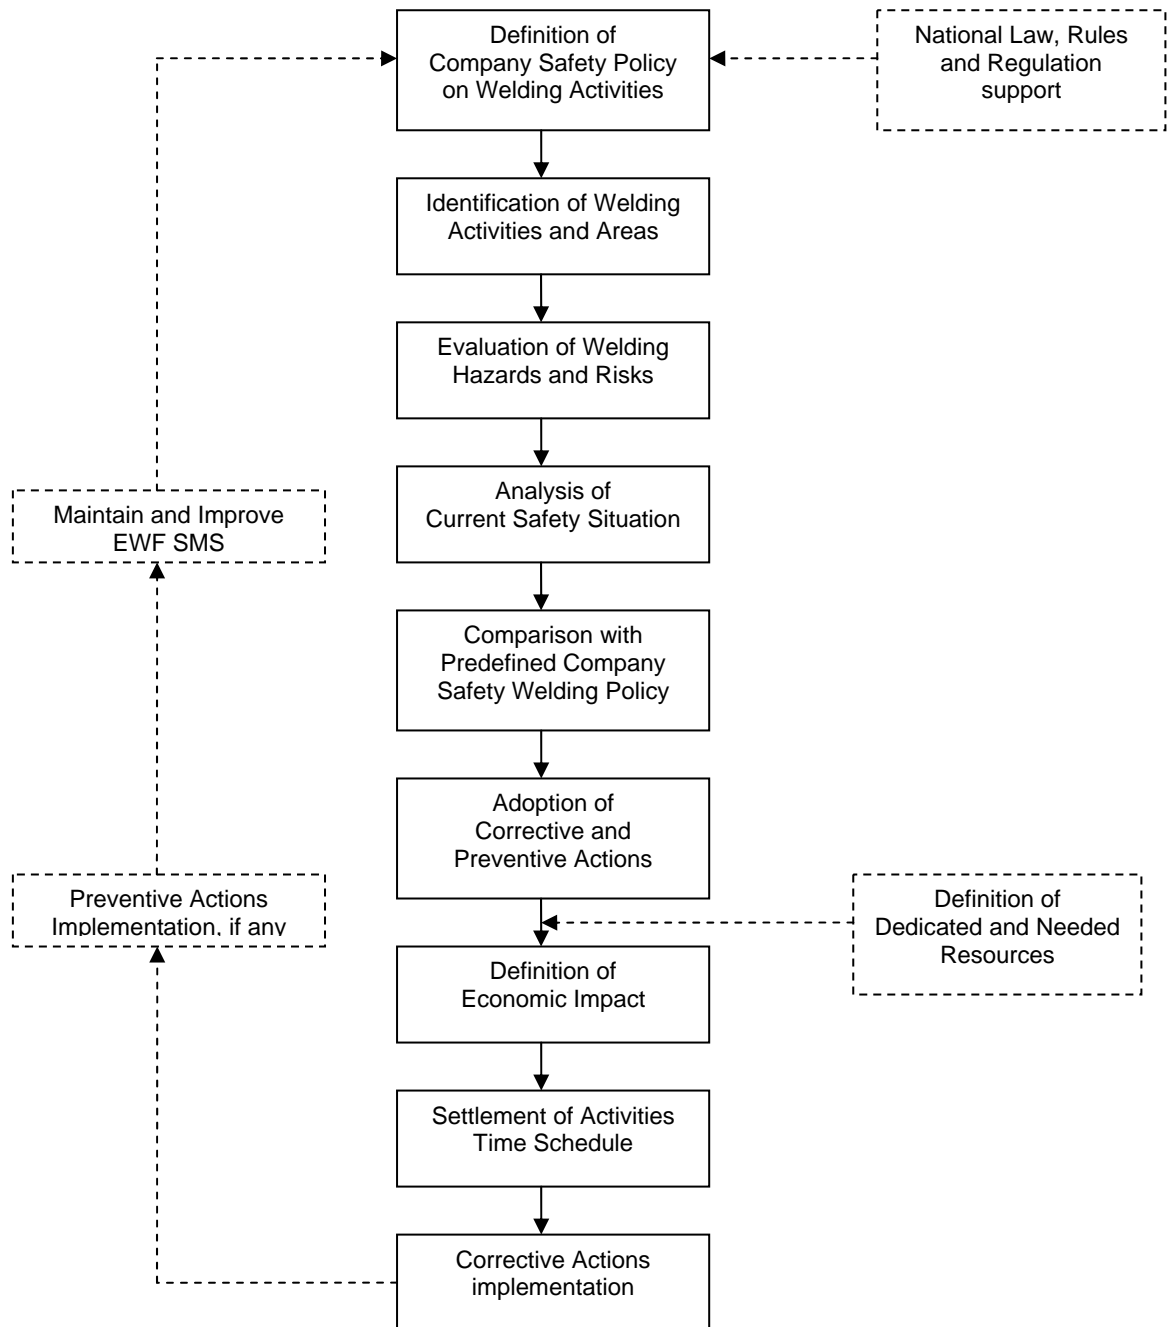 Definition of
Company Safety Policy
on Welding Activities
National Law, Rules
and Regulation
support
Identification of Welding
Activities and Areas
Evaluation of Welding
Hazards and Risks
Analysis of
Current Safety Situation
Maintain and Improve
EWF SMS
Comparison with
Predefined Company
Safety Welding Policy
Adoption of
Corrective and
Preventive Actions
Preventive Actions
Implementation, if any
Definition of
Dedicated and Needed
Resources
Definition of
Economic Impact
Settlement of Activities
Time Schedule
Corrective Actions
implementation